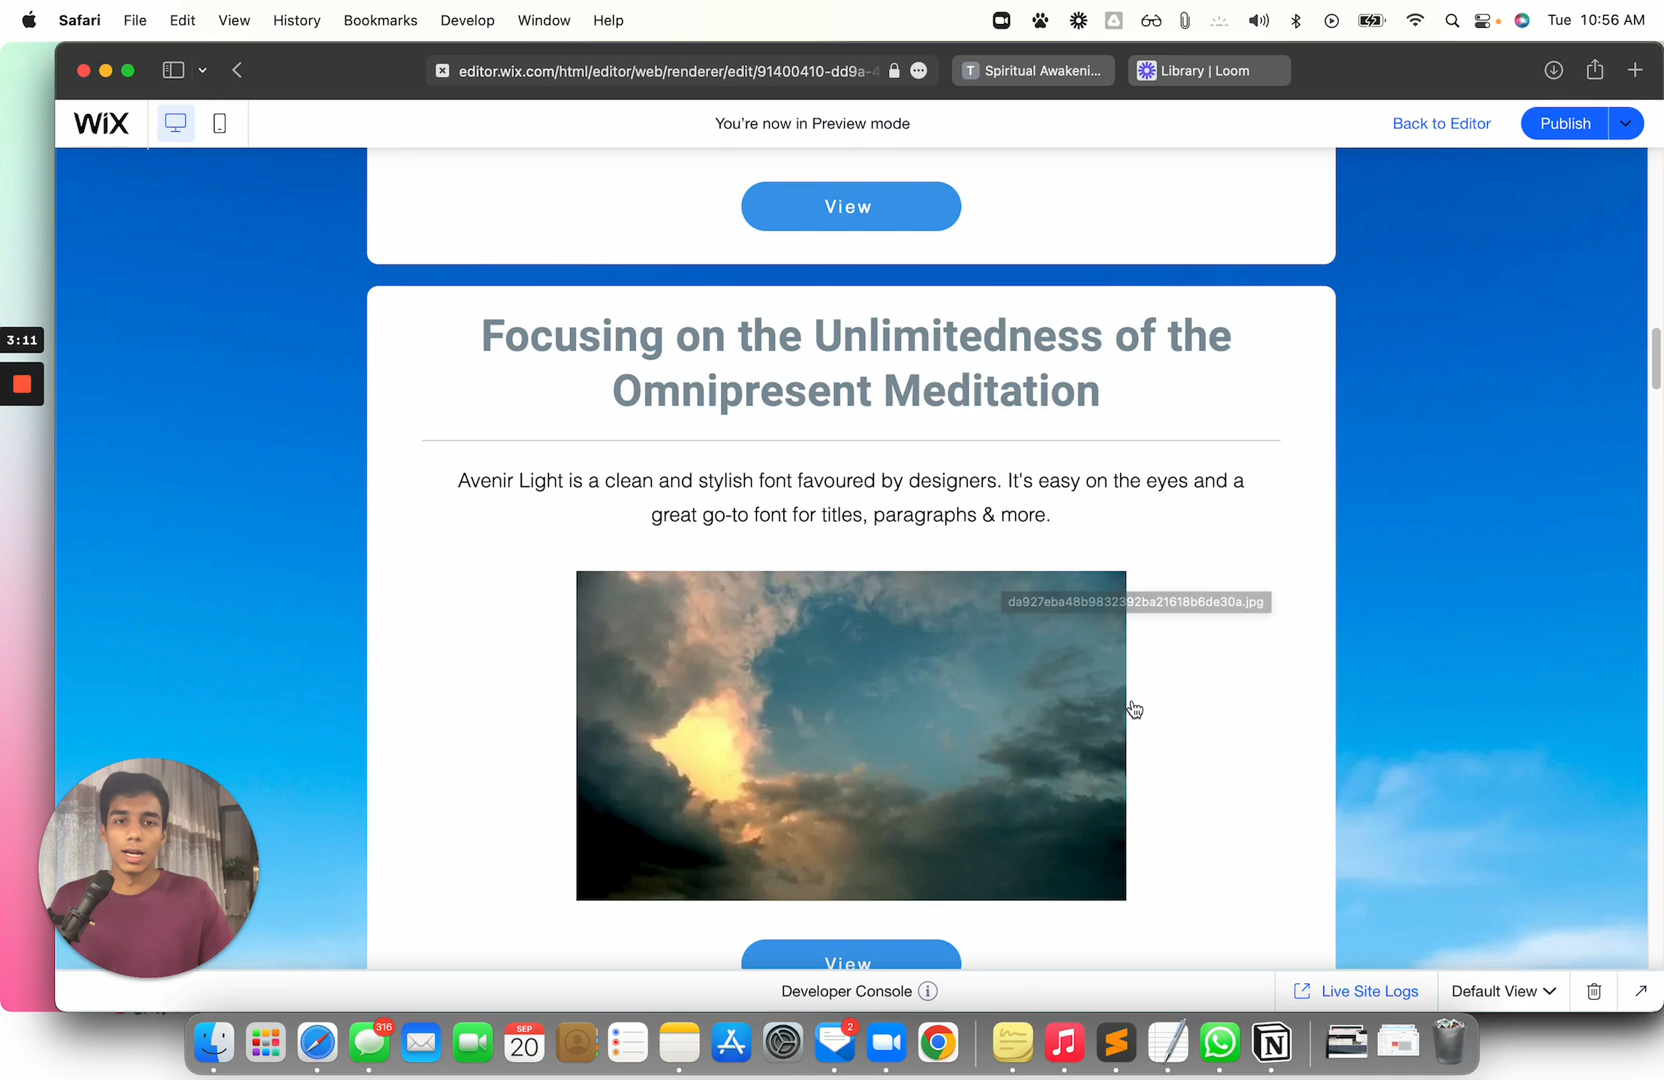 Safari File Edit View History Bookmarks Develop Window Help Tue 10:56 AM
editor.wix.com/html/editor/web/renderer/edit/91400410-dd9a-4 T Spiritual Awakeni... Library | Loom
WiX You're now in Preview mode Back to Editor Publish
View
3:11
Focusing on the Unlimitedness of the
Omnipresent Meditation
Avenir Light is a clean and stylish font favoured by designers. It's easy on the eyes and a
great go-to font for titles, paragraphs & more.
da927eba48b9832392ba21618b6de30a.jpg
View
Developer Console Live Site Logs Default View
316 SEP 20 2